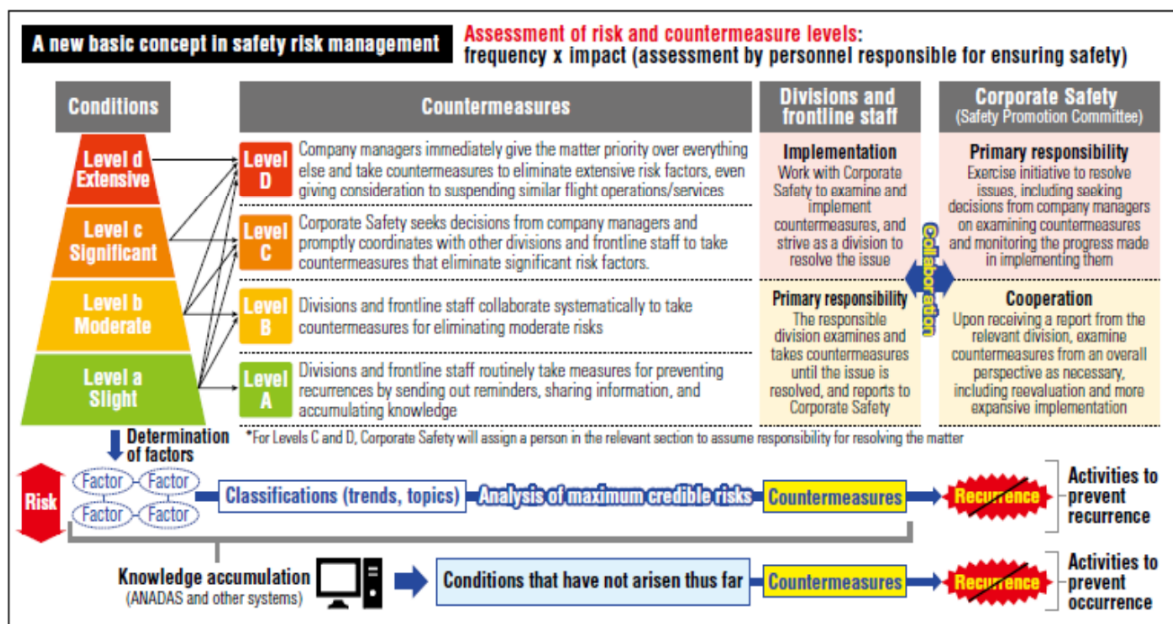 A new basic concept in safety risk management
Assessment of risk and countermeasure levels:
frequency x impact (assessment by personnel responsible for ensuring safety)
Conditions
Countermeasures
Divisions and
frontline staff
Corporate Safety
(Safety Promotion Committee)
Level d
Extensive
Level
D
Company managers immediately give the matter priority over everything
else and take countermeasures to eliminate extensive risk factors, even
giving consideration to suspending similar flight operations/services
Implementation
Work with Corporate
Safety to examine and
implement
countermeasures, and
strive as a division to
resolve the issue
Primary responsibility
Exercise initiative to resolve
issues, including seeking
decisions from company managers
on examining countermeasures
and monitoring the progress made
in implementing them
Level c
Significant
Level
C
Corporate Safety seeks decisions from company managers and
promptly coordinates with other divisions and frontline staff to take
countermeasures that eliminate significant risk factors.
Collaboration
Level b
Moderate
Level
B
Divisions and frontline staff collaborate systematically to take
countermeasures for eliminating moderate risks
Primary responsibility
The responsible
division examines and
takes countermeasures
until the issue is
resolved, and reports to
Corporate Safety
Cooperation
Upon receiving a report from the
relevant division, examine
countermeasures from an overall
perspective as necessary,
including reevaluation and more
expansive implementation
Level a
Slight
Level
A
Divisions and frontline staff routinely take measures for preventing
recurrences by sending out reminders, sharing information, and
accumulating knowledge
*For Levels C and D, Corporate Safety will assign a person in the relevant section to assume responsibility for resolving the matter
Determination
of factors
Risk
Factor
Factor
Factor
Factor
Classifications (trends, topics)
Analysis of maximum credible risks
Countermeasures
Recurrence
Activities to
prevent
recurrence
Knowledge accumulation
(ANADAS and other systems)
Conditions that have not arisen thus far
Countermeasures
Recurrence
Activities to
prevent
occurrence